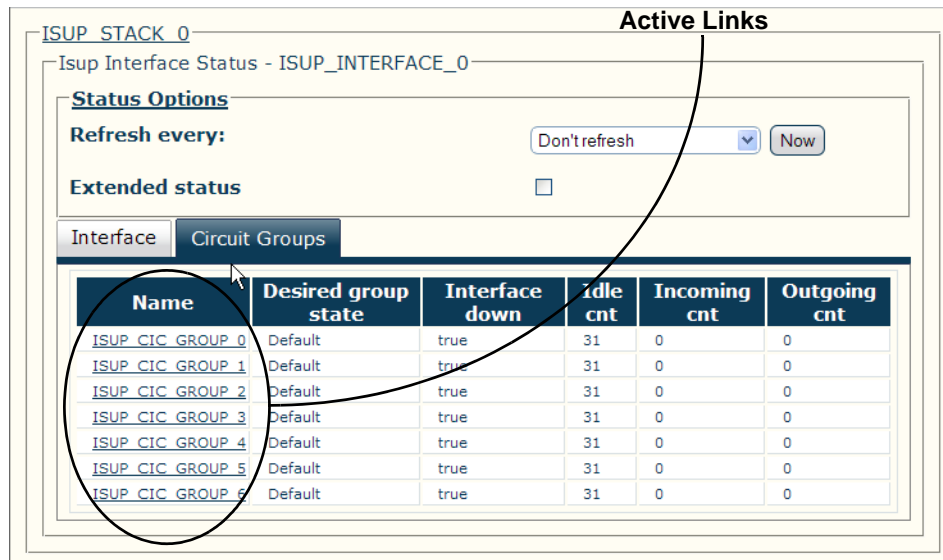 Active Links
ISUP_STACK_0
Isup Interface Status - ISUP_INTERFACE_0
Status Options
Refresh every:
Don't refresh
Now
Extended status
Interface
Circuit Groups
Name Desired group state Interface down Idle cnt Incoming cnt Outgoing cnt
ISUP_CIC_GROUP_0 Default true 31 0 0
ISUP_CIC_GROUP_1 Default true 31 0 0
ISUP_CIC_GROUP_2 Default true 31 0 0
ISUP_CIC_GROUP_3 Default true 31 0 0
ISUP_CIC_GROUP_4 Default true 31 0 0
ISUP_CIC_GROUP_5 Default true 31 0 0
ISUP_CIC_GROUP_6 Default true 31 0 0